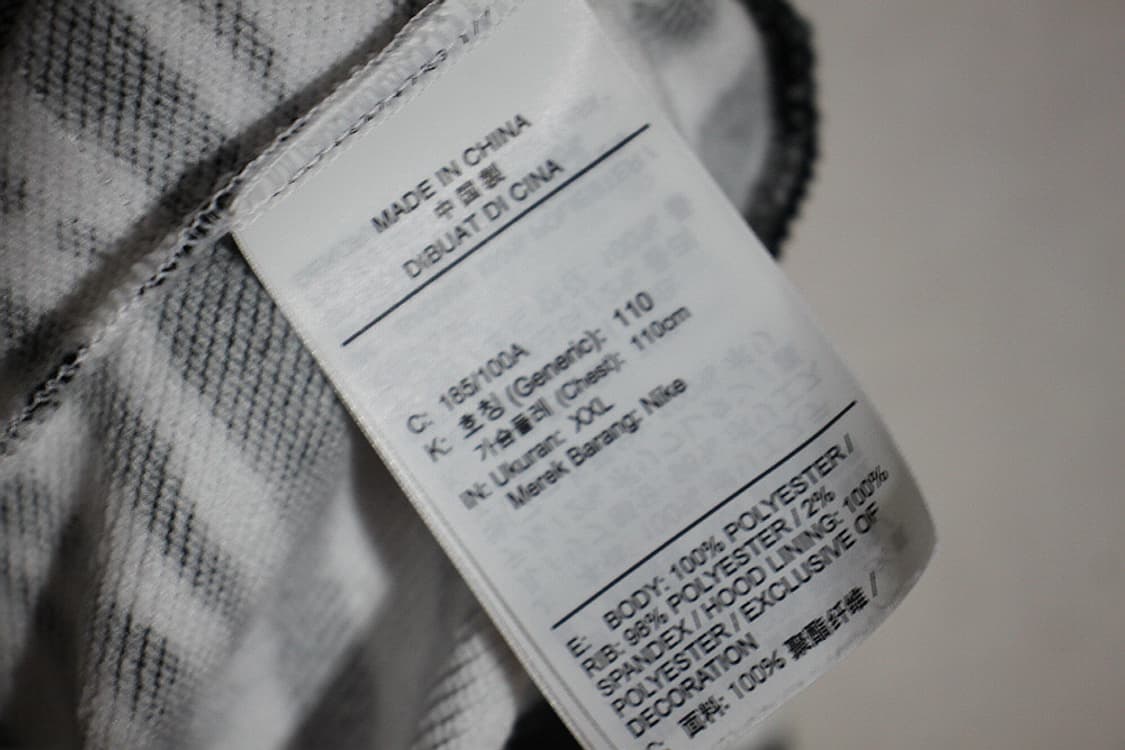 MADE IN CHINA
中国製
DIBUAT DI CINA
C: 185/100A
K: 호칭 (Generic): 110
가슴둘레 (Chest): 110cm
IN: Ukuran: XXL
Merek Barang: Nike
E: BODY: 100% POLYESTER /
RIB: 98% POLYESTER / 2%
SPANDEX / HOOD LINING: 100%
POLYESTER / EXCLUSIVE OF
DECORATION
C: 面料: 100% 聚酯纤维 /